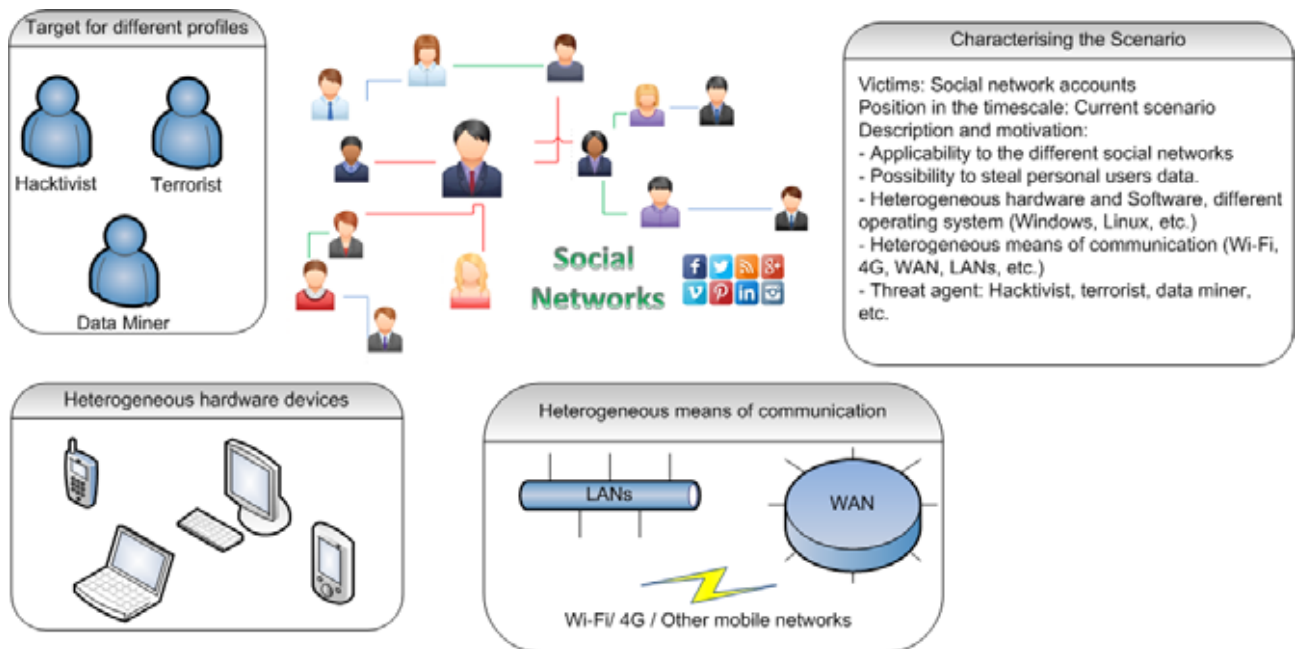 Target for different profiles
Hacktivist
Terrorist
Data Miner
Social
Networks
g+
in
Characterising the Scenario
Victims: Social network accounts
Position in the timescale: Current scenario
Description and motivation:
- Applicability to the different social networks
- Possibility to steal personal users data.
- Heterogeneous hardware and Software, different
operating system (Windows, Linux, etc.)
- Heterogeneous means of communication (Wi-Fi,
4G, WAN, LANs, etc.)
- Threat agent: Hacktivist, terrorist, data miner,
etc.
Heterogeneous hardware devices
Heterogeneous means of communication
LANs
WAN
Wi-Fi/ 4G / Other mobile networks